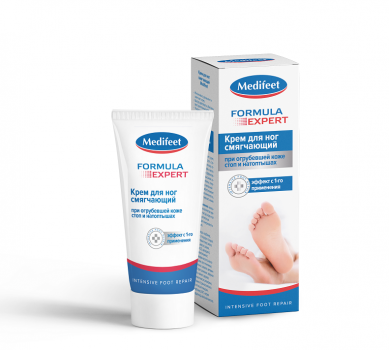 Medifeet
FORMULA
EXPERT
Крем для ног
смягчающий
при огрубевшей коже
стоп и натоптышах
эффект с 1-го
применения
INTENSIVE FOOT REPAIR
Medifeet
FORMULA
EXPERT
Крем для ног
смягчающий
при огрубевшей коже
стоп и натоптышах
эффект с 1-го
применения
INTENSIVE FOOT REPAIR